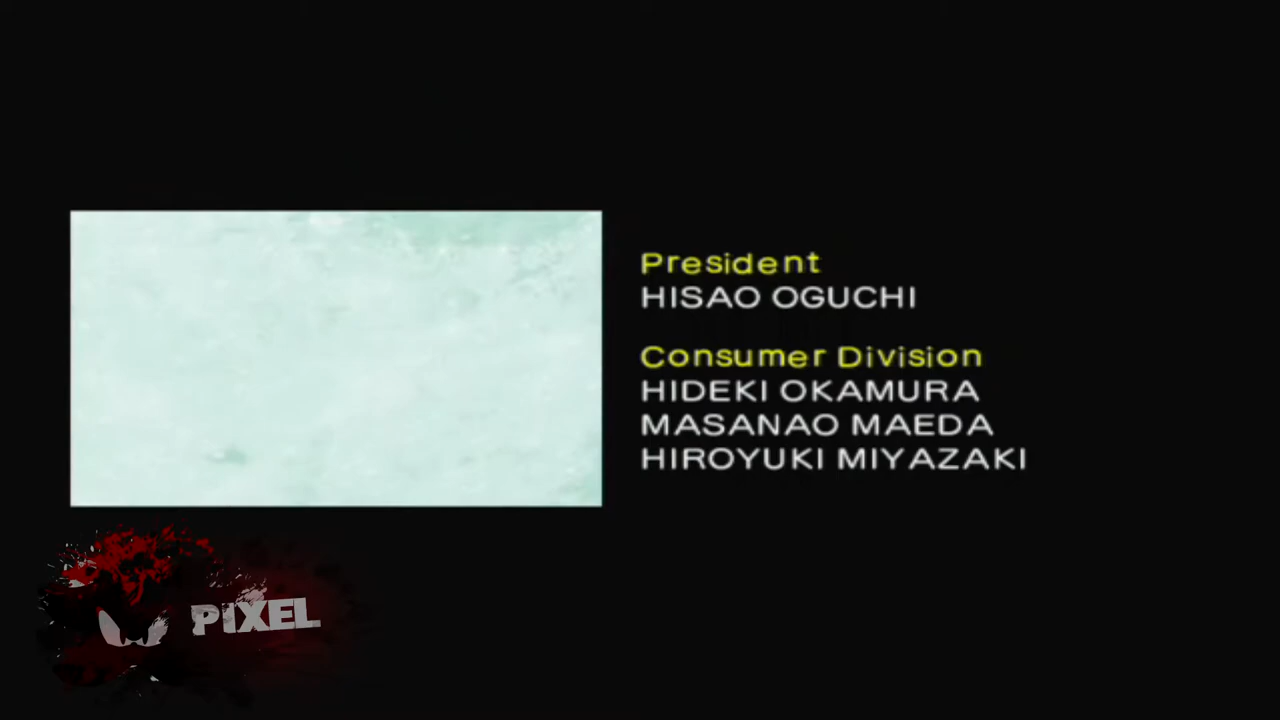 President
HISAO OGUCHI
Consumer Division
HIDEKI OKAMURA
MASANAO MAEDA
HIROYUKI MIYAZAKI
PIXEL